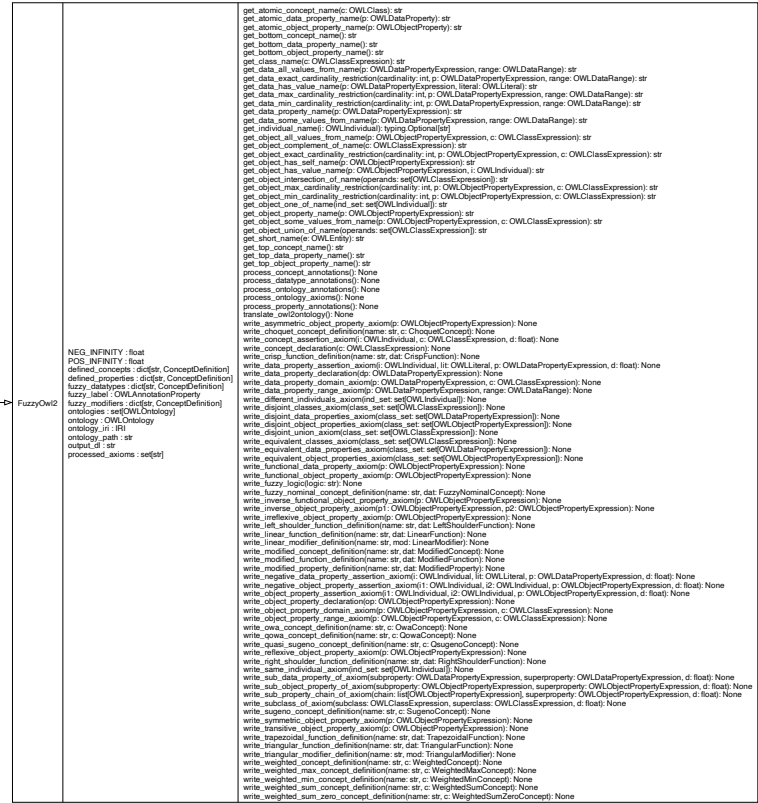 FuzzyOwl2
NEG_INFINITY : float
POS_INFINITY : float
defined_concepts : dict[str, ConceptDefinition]
defined_properties : dict[str, ConceptDefinition]
fuzzy_datatypes : dict[str, ConceptDefinition]
fuzzy_label : OWLAnnotationProperty
fuzzy_modifiers : dict[str, ConceptDefinition]
ontologies : set[OWLOntology]
ontology : OWLOntology
ontology_iri : IRI
ontology_path : str
output_dl : str
processed_axioms : set[str]
get_atomic_concept_name(c: OWLClass): str
get_atomic_data_property_name(p: OWLDataProperty): str
get_atomic_object_property_name(p: OWLObjectProperty): str
get_bottom_concept_name(): str
get_bottom_data_property_name(): str
get_bottom_object_property_name(): str
get_class_name(c: OWLClassExpression): str
get_data_all_values_from_name(p: OWLDataPropertyExpression, range: OWLDataRange): str
get_data_exact_cardinality_restriction(cardinality: int, p: OWLDataPropertyExpression, range: OWLDataRange): str
get_data_has_value_name(p: OWLDataPropertyExpression, literal: OWLLiteral): str
get_data_max_cardinality_restriction(cardinality: int, p: OWLDataPropertyExpression, range: OWLDataRange): str
get_data_min_cardinality_restriction(cardinality: int, p: OWLDataPropertyExpression, range: OWLDataRange): str
get_data_property_name(p: OWLDataPropertyExpression): str
get_data_some_values_from_name(p: OWLDataPropertyExpression, range: OWLDataRange): str
get_individual_name(i: OWLIndividual): typing.Optional[str]
get_object_all_values_from_name(p: OWLObjectPropertyExpression, c: OWLClassExpression): str
get_object_complement_of_name(c: OWLClassExpression): str
get_object_exact_cardinality_restriction(cardinality: int, p: OWLObjectPropertyExpression, c: OWLClassExpression): str
get_object_has_self_name(p: OWLObjectPropertyExpression): str
get_object_has_value_name(p: OWLObjectPropertyExpression, i: OWLIndividual): str
get_object_intersection_of_name(operands: set[OWLClassExpression]): str
get_object_max_cardinality_restriction(cardinality: int, p: OWLObjectPropertyExpression, c: OWLClassExpression): str
get_object_min_cardinality_restriction(cardinality: int, p: OWLObjectPropertyExpression, c: OWLClassExpression): str
get_object_one_of_name(ind_set: set[OWLIndividual]): str
get_object_property_name(p: OWLObjectPropertyExpression): str
get_object_some_values_from_name(p: OWLObjectPropertyExpression, c: OWLClassExpression): str
get_object_union_of_name(operands: set[OWLClassExpression]): str
get_short_name(e: OWLEntity): str
get_top_concept_name(): str
get_top_data_property_name(): str
get_top_object_property_name(): str
process_concept_annotations(): None
process_datatype_annotations(): None
process_ontology_annotations(): None
process_ontology_axioms(): None
process_property_annotations(): None
translate_owl2ontology(): None
write_asymmetric_object_property_axiom(p: OWLObjectPropertyExpression): None
write_choquet_concept_definition(name: str, c: ChoquetConcept): None
write_concept_assertion_axiom(i: OWLIndividual, c: OWLClassExpression, d: float): None
write_concept_declaration(c: OWLClassExpression): None
write_crisp_function_definition(name: str, dat: CrispFunction): None
write_data_property_assertion_axiom(i: OWLIndividual, lit: OWLLiteral, p: OWLDataPropertyExpression, d: float): None
write_data_property_declaration(dp: OWLDataPropertyExpression): None
write_data_property_domain_axiom(p: OWLDataPropertyExpression, c: OWLClassExpression): None
write_data_property_range_axiom(p: OWLDataPropertyExpression, range: OWLDataRange): None
write_different_individuals_axiom(ind_set: set[OWLIndividual]): None
write_disjoint_classes_axiom(class_set: set[OWLClassExpression]): None
write_disjoint_data_properties_axiom(class_set: set[OWLDataPropertyExpression]): None
write_disjoint_object_properties_axiom(class_set: set[OWLObjectPropertyExpression]): None
write_disjoint_union_axiom(class_set: set[OWLClassExpression]): None
write_equivalent_classes_axiom(class_set: set[OWLClassExpression]): None
write_equivalent_data_properties_axiom(class_set: set[OWLDataPropertyExpression]): None
write_equivalent_object_properties_axiom(class_set: set[OWLObjectPropertyExpression]): None
write_functional_data_property_axiom(p: OWLObjectPropertyExpression): None
write_functional_object_property_axiom(p: OWLObjectPropertyExpression): None
write_fuzzy_logic(logic: str): None
write_fuzzy_nominal_concept_definition(name: str, dat: FuzzyNominalConcept): None
write_inverse_functional_object_property_axiom(p: OWLObjectPropertyExpression): None
write_inverse_object_property_axiom(p1: OWLObjectPropertyExpression, p2: OWLObjectPropertyExpression): None
write_irreflexive_object_property_axiom(p: OWLObjectPropertyExpression): None
write_left_shoulder_function_definition(name: str, dat: LeftShoulderFunction): None
write_linear_function_definition(name: str, dat: LinearFunction): None
write_linear_modifier_definition(name: str, mod: LinearModifier): None
write_modified_concept_definition(name: str, dat: ModifiedConcept): None
write_modified_function_definition(name: str, dat: ModifiedFunction): None
write_modified_property_definition(name: str, dat: ModifiedProperty): None
write_negative_data_property_assertion_axiom(i: OWLIndividual, lit: OWLLiteral, p: OWLDataPropertyExpression, d: float): None
write_negative_object_property_assertion_axiom(i1: OWLIndividual, i2: OWLIndividual, p: OWLObjectPropertyExpression, d: float): None
write_object_property_assertion_axiom(i1: OWLIndividual, i2: OWLIndividual, p: OWLObjectPropertyExpression, d: float): None
write_object_property_declaration(op: OWLObjectPropertyExpression): None
write_object_property_domain_axiom(p: OWLObjectPropertyExpression, c: OWLClassExpression): None
write_object_property_range_axiom(p: OWLObjectPropertyExpression, c: OWLClassExpression): None
write_owa_concept_definition(name: str, c: OwaConcept): None
write_qowa_concept_definition(name: str, c: QowaConcept): None
write_quasi_sugeno_concept_definition(name: str, c: QsugenoConcept): None
write_reflexive_object_property_axiom(p: OWLObjectPropertyExpression): None
write_right_shoulder_function_definition(name: str, dat: RightShoulderFunction): None
write_same_individual_axiom(ind_set: set[OWLIndividual]): None
write_sub_data_property_of_axiom(subproperty: OWLDataPropertyExpression, superproperty: OWLDataPropertyExpression, d: float): None
write_sub_object_property_of_axiom(subproperty: OWLObjectPropertyExpression, superproperty: OWLObjectPropertyExpression, d: float): None
write_sub_property_chain_of_axiom(chain: list[OWLObjectPropertyExpression], superproperty: OWLObjectPropertyExpression, d: float): None
write_subclass_of_axiom(subclass: OWLClassExpression, superclass: OWLClassExpression, d: float): None
write_sugeno_concept_definition(name: str, c: SugenoConcept): None
write_symmetric_object_property_axiom(p: OWLObjectPropertyExpression): None
write_transitive_object_property_axiom(p: OWLObjectPropertyExpression): None
write_trapezoidal_function_definition(name: str, dat: TrapezoidalFunction): None
write_triangular_function_definition(name: str, dat: TriangularFunction): None
write_triangular_modifier_definition(name: str, mod: TriangularModifier): None
write_weighted_concept_definition(name: str, c: WeightedConcept): None
write_weighted_max_concept_definition(name: str, c: WeightedMaxConcept): None
write_weighted_min_concept_definition(name: str, c: WeightedMinConcept): None
write_weighted_sum_concept_definition(name: str, c: WeightedSumConcept): None
write_weighted_sum_zero_concept_definition(name: str, c: WeightedSumZeroConcept): None